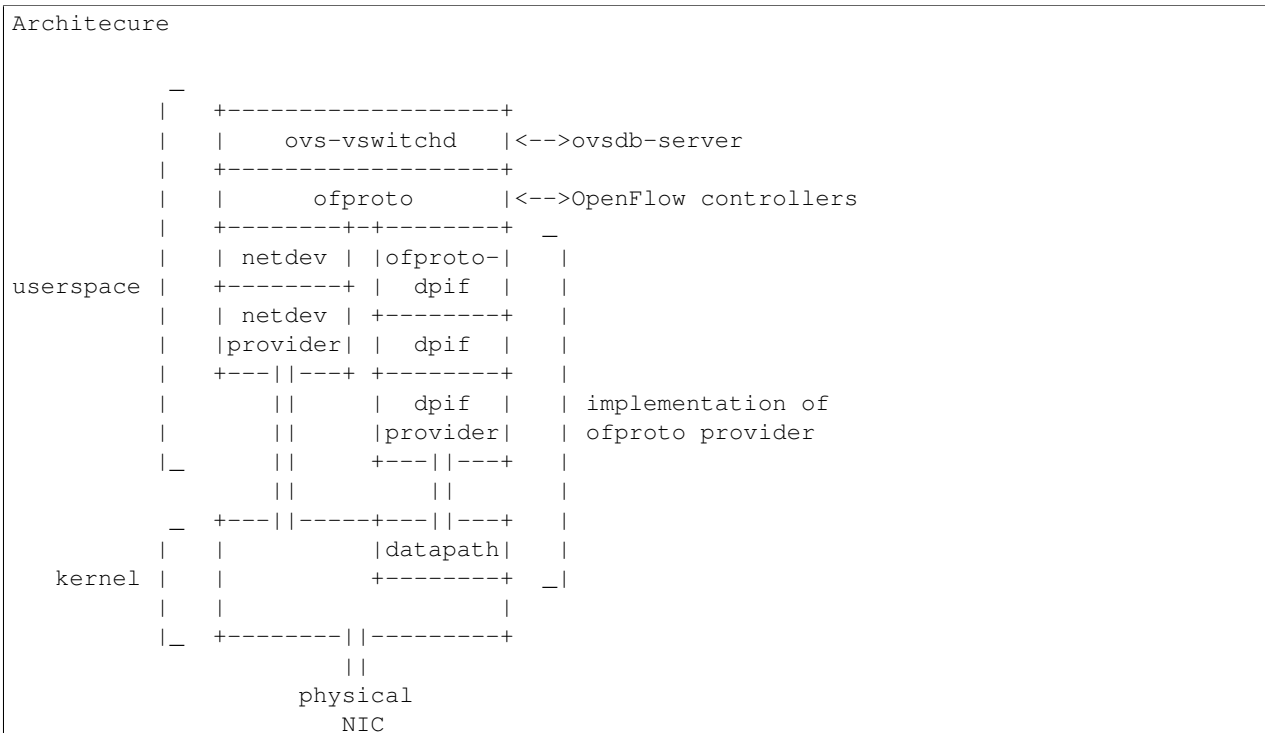 Architecure
_
| +-------------------+
| | ovs-vswitchd |<-->ovsdb-server
| +-------------------+
| | ofproto |<-->OpenFlow controllers
| +--------+-+--------+ _
| | netdev | |ofproto-| |
userspace | +--------+ | dpif | |
| | netdev | +--------+ |
| |provider| | dpif | |
| +---||---+ +--------+ |
| || | dpif | | implementation of
| || |provider| | ofproto provider
|_ || +---||---+ |
|| || |
_ +---||-----+---||---+ |
| | |datapath| |
kernel | | +--------+ _|
| | |
|_ +--------||---------+
||
physical
NIC